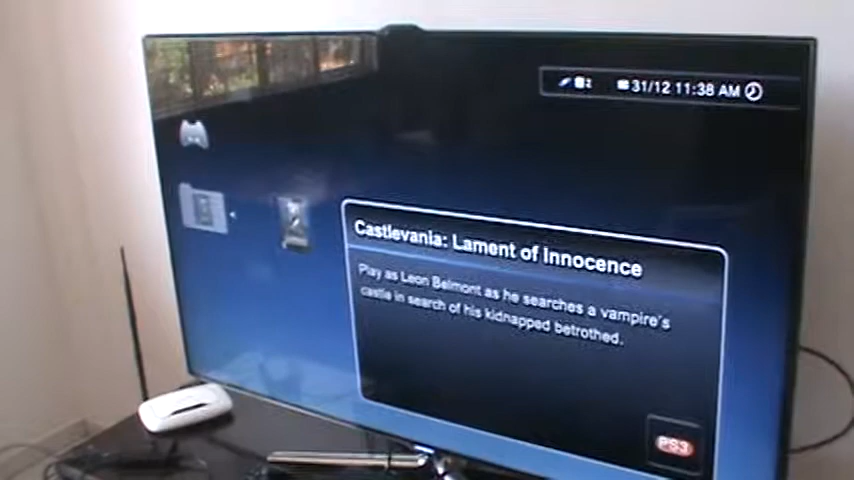 31/12 11:38 AM
Castlevania: Lament of Innocence
Play as Leon Belmont as he searches a vampire's
castle in search of his kidnapped betrothed.
PS3